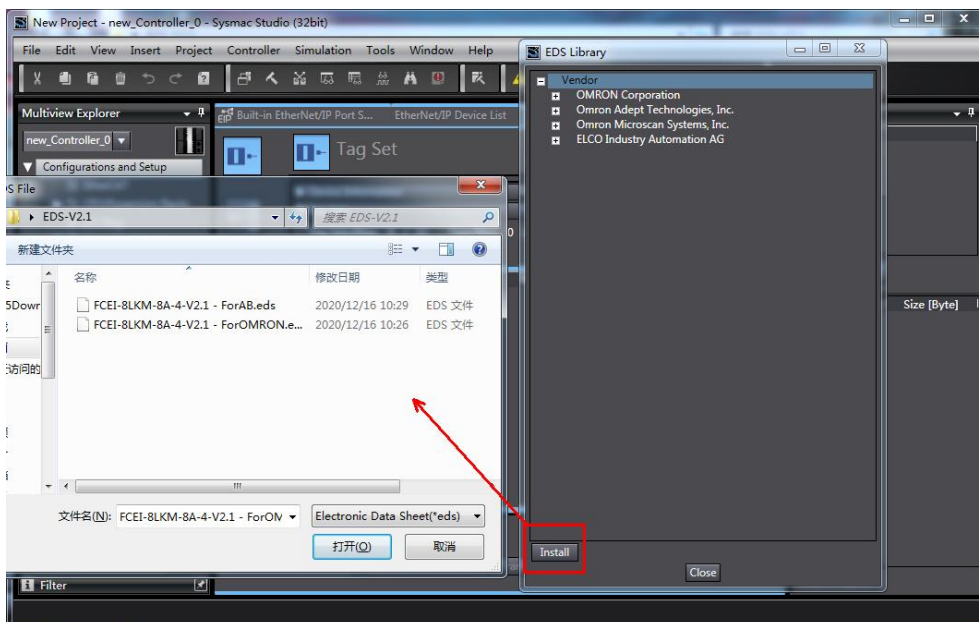 New Project - new_Controller_0 - Sysmac Studio (32bit)
File Edit View Insert Project Controller Simulation Tools Window Help
Multiview Explorer
new_Controller_0
Configurations and Setup
Built-in EtherNet/IP Port S... EtherNet/IP Device List
Tag Set
EDS Library
Vendor
OMRON Corporation
Omron Adept Technologies, Inc.
Omron Microscan Systems, Inc.
ELCO Industry Automation AG
Install
Close
File
EDS-V2.1
搜索 EDS-V2.1
新建文件夹
名称 修改日期 类型
FCEI-8LKM-8A-4-V2.1 - ForAB.eds 2020/12/16 10:29 EDS 文件
FCEI-8LKM-8A-4-V2.1 - ForOMRON.e... 2020/12/16 10:26 EDS 文件
5Dowr
访问的
文件名(N): FCEI-8LKM-8A-4-V2.1 - ForON Electronic Data Sheet(*eds)
打开(O) 取消
Size [Byte]
Filter